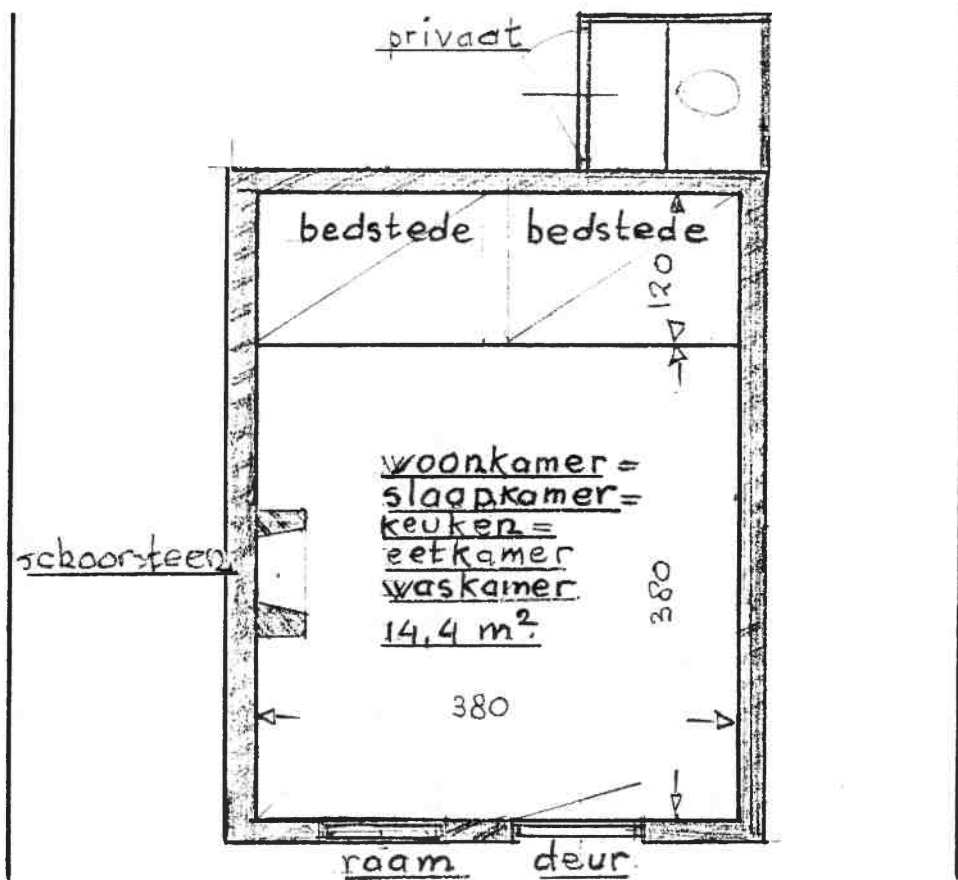 privaat
bedstede bedstede
120
woonkamer =
slaapkamer =
keuken =
eetkamer
waskamer
14,4 m².
schoorsteen
380
380
raam deur